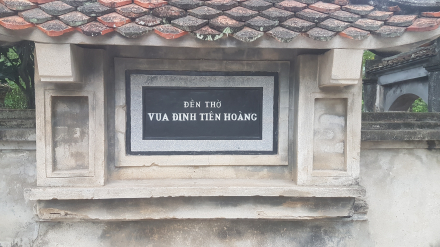 ĐỀN THỜ
VUA ĐINH TIÊN HOÀNG